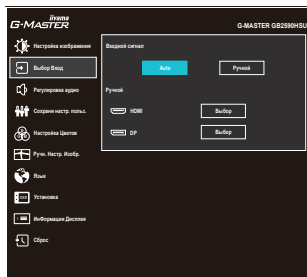 iiyama
G-MASTER
G-MASTER GB2590HSU
Настройка изображения
Входной сигнал
Auto
Ручной
Выбор Вход
Регулировка аудио
Ручной
Сохрани настр. польз.
HDMI
Выбор
Настройка Цветов
DP
Выбор
Ручн. Настр. Изобр.
Язык
Установка
ИнФормация Дисплея
Сброс